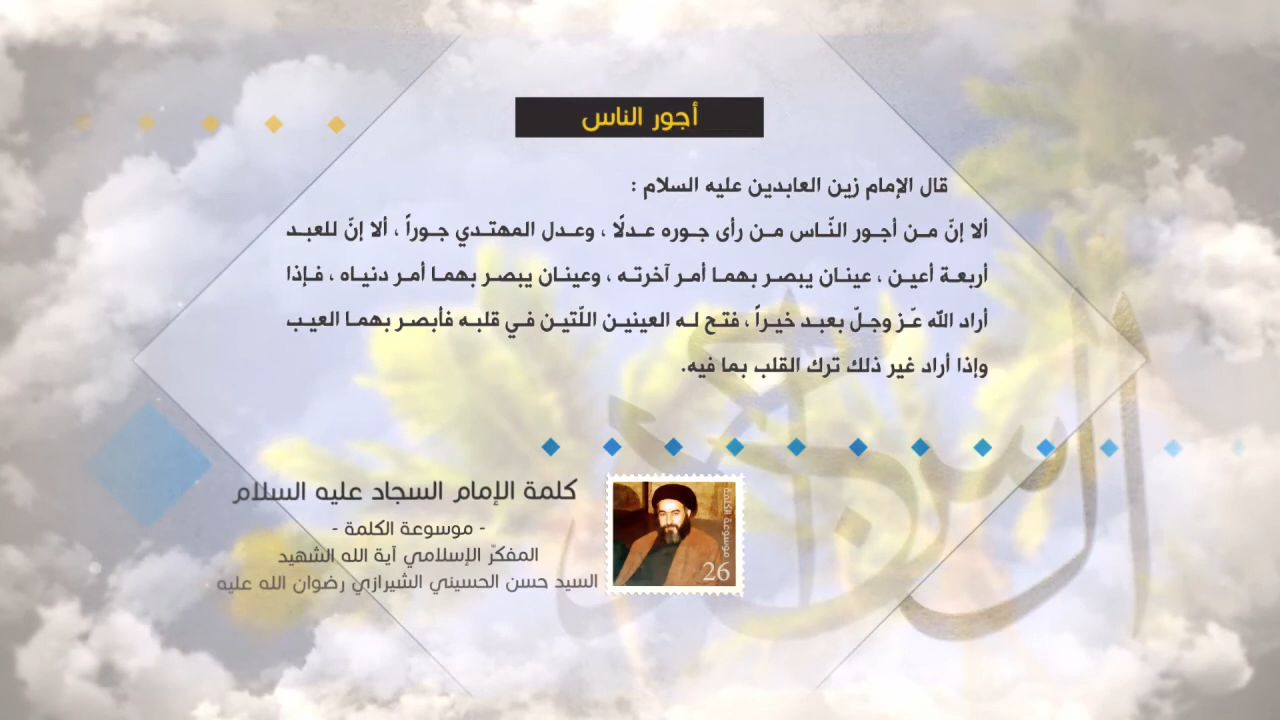 أجور الناس
قال الإمام زين العابدين عليه السلام :
ألا إنّ من أجور النّاس من رأى جوره عدلًا ، وعدل المهتدي جوراً ، ألا إنّ للعبد
أربعة أعين ، عينان يبصر بهما أمر آخرته ، وعينان يبصر بهما أمر دنياه ، فإذا
أراد الله عّز وجلّ بعبد خيراً ، فتح له العينين اللّتين في قلبه فأبصر بهما العيب
وإذا أراد غير ذلك ترك القلب بما فيه.
كلمة الإمام السجاد عليه السلام
- موسوعة الكلمة -
المفكرّ الإسلامي آية الله الشهيد
السيد حسن الحسيني الشيرازي رضوان الله عليه
موسوعة الكلمة
26